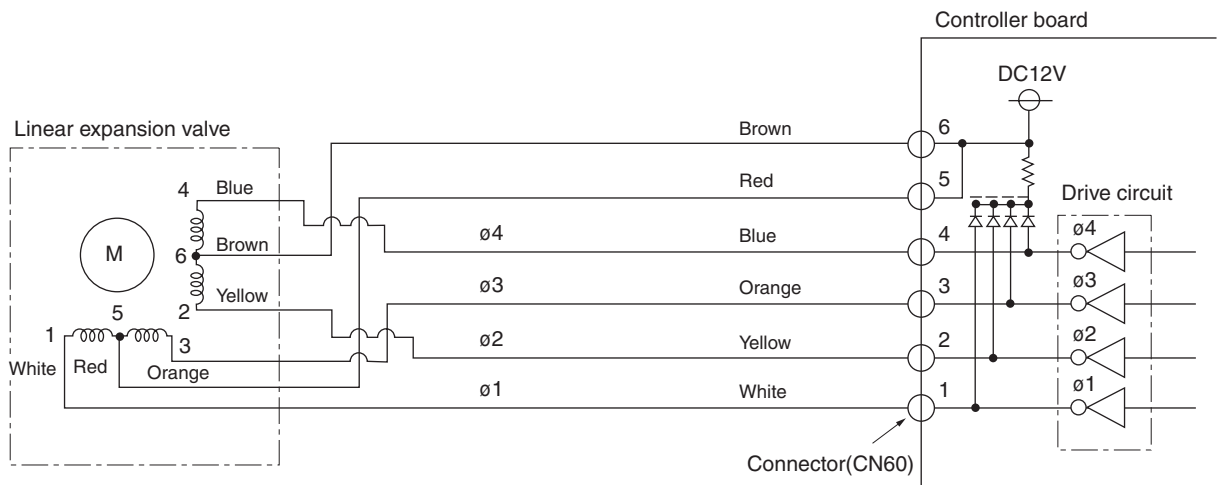 Controller board
DC12V
Linear expansion valve
Brown 6
4 Blue
Red 5
Drive circuit
ø4 Blue 4 ø4
M 6 Brown
ø3 Orange 3 ø3
2 Yellow
5
1 3
ø2 Yellow 2 ø2
White Red Orange
ø1 White 1 ø1
Connector(CN60)